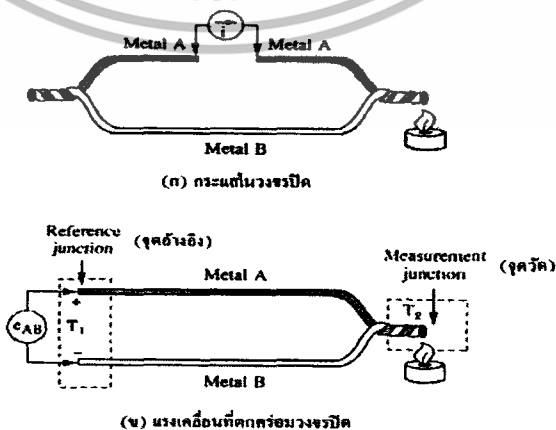 i
Metal A Metal A
Metal B
(ก) กระแสในวงจรปิด
Reference junction (จุดอ้างอิง)
Measurement junction (จุดวัด)
Metal A
e_AB + T₁ T₂
-
Metal B
(ข) แรงเคลื่อนที่ตกคร่อมวงจรปิด